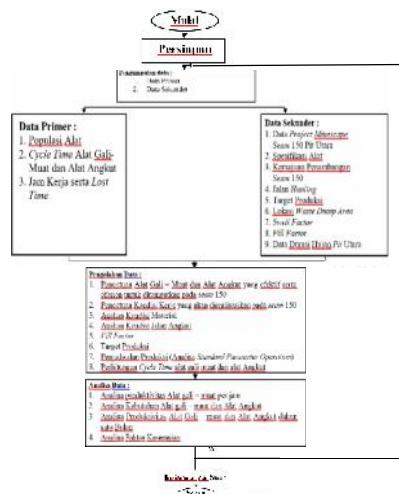 Mulai
Persiapan
Pengumpulan data :
Data Primer
2. Data Sekunder
Data Primer :
1. Populasi Alat
2. Cycle Time Alat Gali-
Muat dan Alat Angkut
3. Jam Kerja serta Lost
Time
Data Sekunder :
1. Data Project
Seam 150 Pit Utara
2. Spesifikasi Alat
3. Kemajuan Penambangan
Seam 150
4. Jalan Hauling
5. Target Produksi
6. Lokasi Waste Dump Area
7. Swell Factor
8. Fill Factor
9. Data Pit Utara
Pengolahan Data :
1. Alat Gali – Muat dan Alat Angkut yang efektif serta
efisien untuk pada seam 150
2. Kondisi Kerja yang akan pada seam 150
3. Analisa Kondisi Material
4. Analisa Kondisi Jalan Angkut
5. Fill Factor
6. Target Produksi
7. Produksi (Analisa Standard Parameter Operation)
8. Perhitungan Cycle Time alat gali muat dan alat Angkut
Analisa Data :
1. Analisa produktivitas Alat gali – muat per jam
2. Analisa Kebutuhan Alat gali – muat dan Alat Angkut
3. Analisa Produktivitas Alat Gali – muat dan Alat Angkut dalam
satu Bulan
4. Analisa Faktor Keserasian